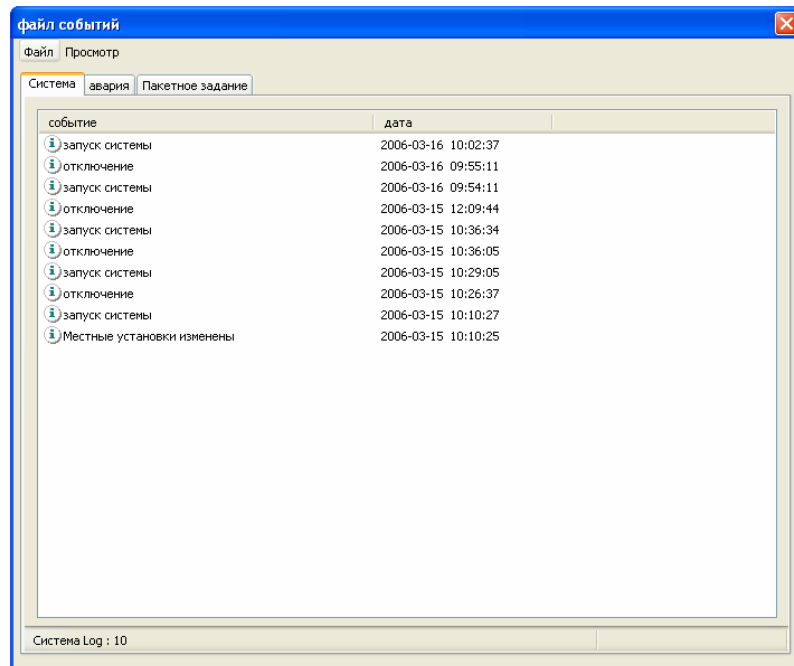 файл событий
Файл Просмотр
Система авария Пакетное задание
событие дата
запуск системы 2006-03-16 10:02:37
отключение 2006-03-16 09:55:11
запуск системы 2006-03-16 09:54:11
отключение 2006-03-15 12:09:44
запуск системы 2006-03-15 10:36:34
отключение 2006-03-15 10:36:05
запуск системы 2006-03-15 10:29:05
отключение 2006-03-15 10:26:37
запуск системы 2006-03-15 10:10:27
Местные установки изменены 2006-03-15 10:10:25
Система Log : 10